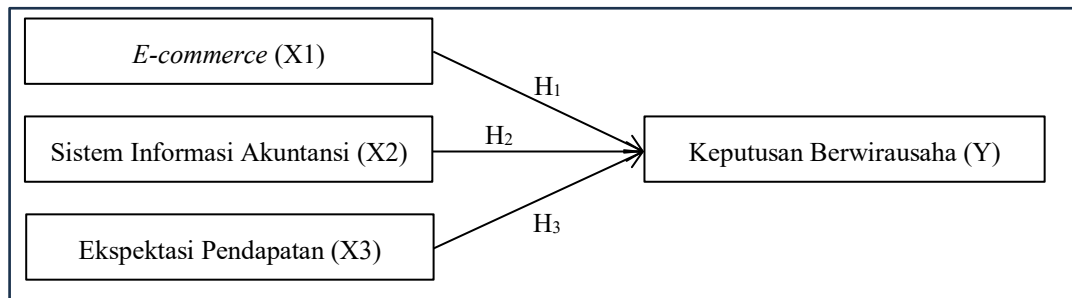 E-commerce (X1)
H1
Sistem Informasi Akuntansi (X2)
H2
Keputusan Berwirausaha (Y)
Ekspektasi Pendapatan (X3)
H3